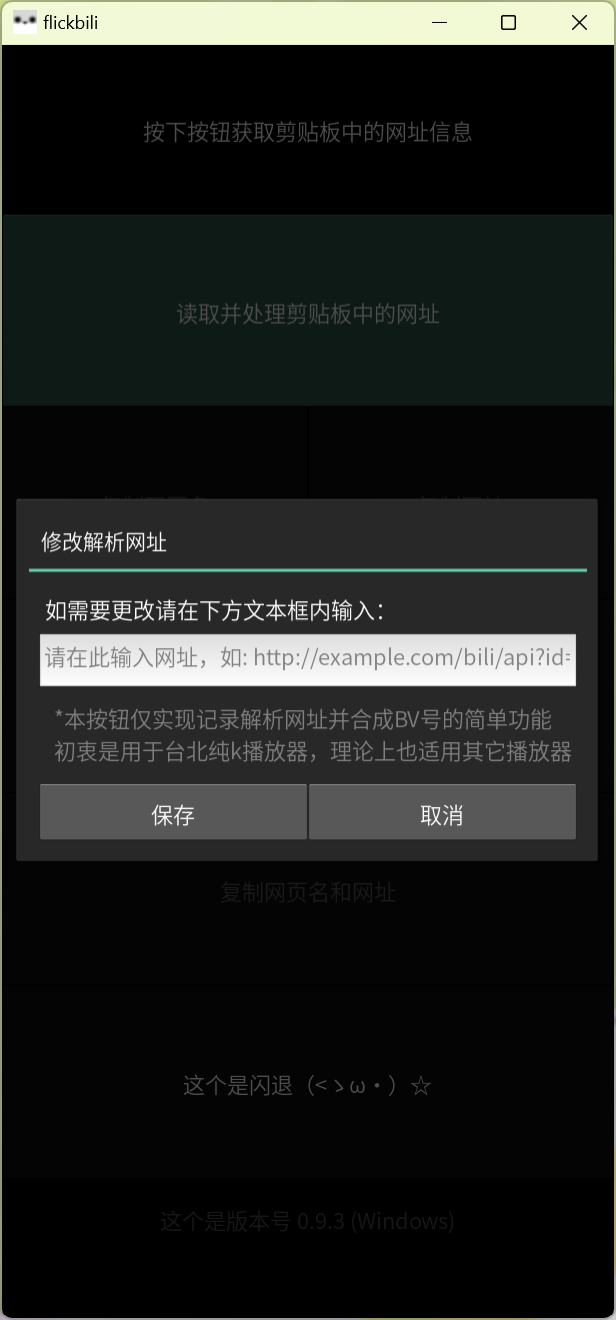 flickbili
按下按钮获取剪贴板中的网址信息
读取并处理剪贴板中的网址
修改解析网址
如需要更改请在下方文本框内输入：
请在此输入网址，如: http://example.com/bili/api?id=
*本按钮仅实现记录解析网址并合成BV号的简单功能
初衷是用于台北纯k播放器，理论上也适用其它播放器
保存
取消
复制网页名和网址
这个是闪退（<ゝω・）☆
这个是版本号 0.9.3 (Windows)